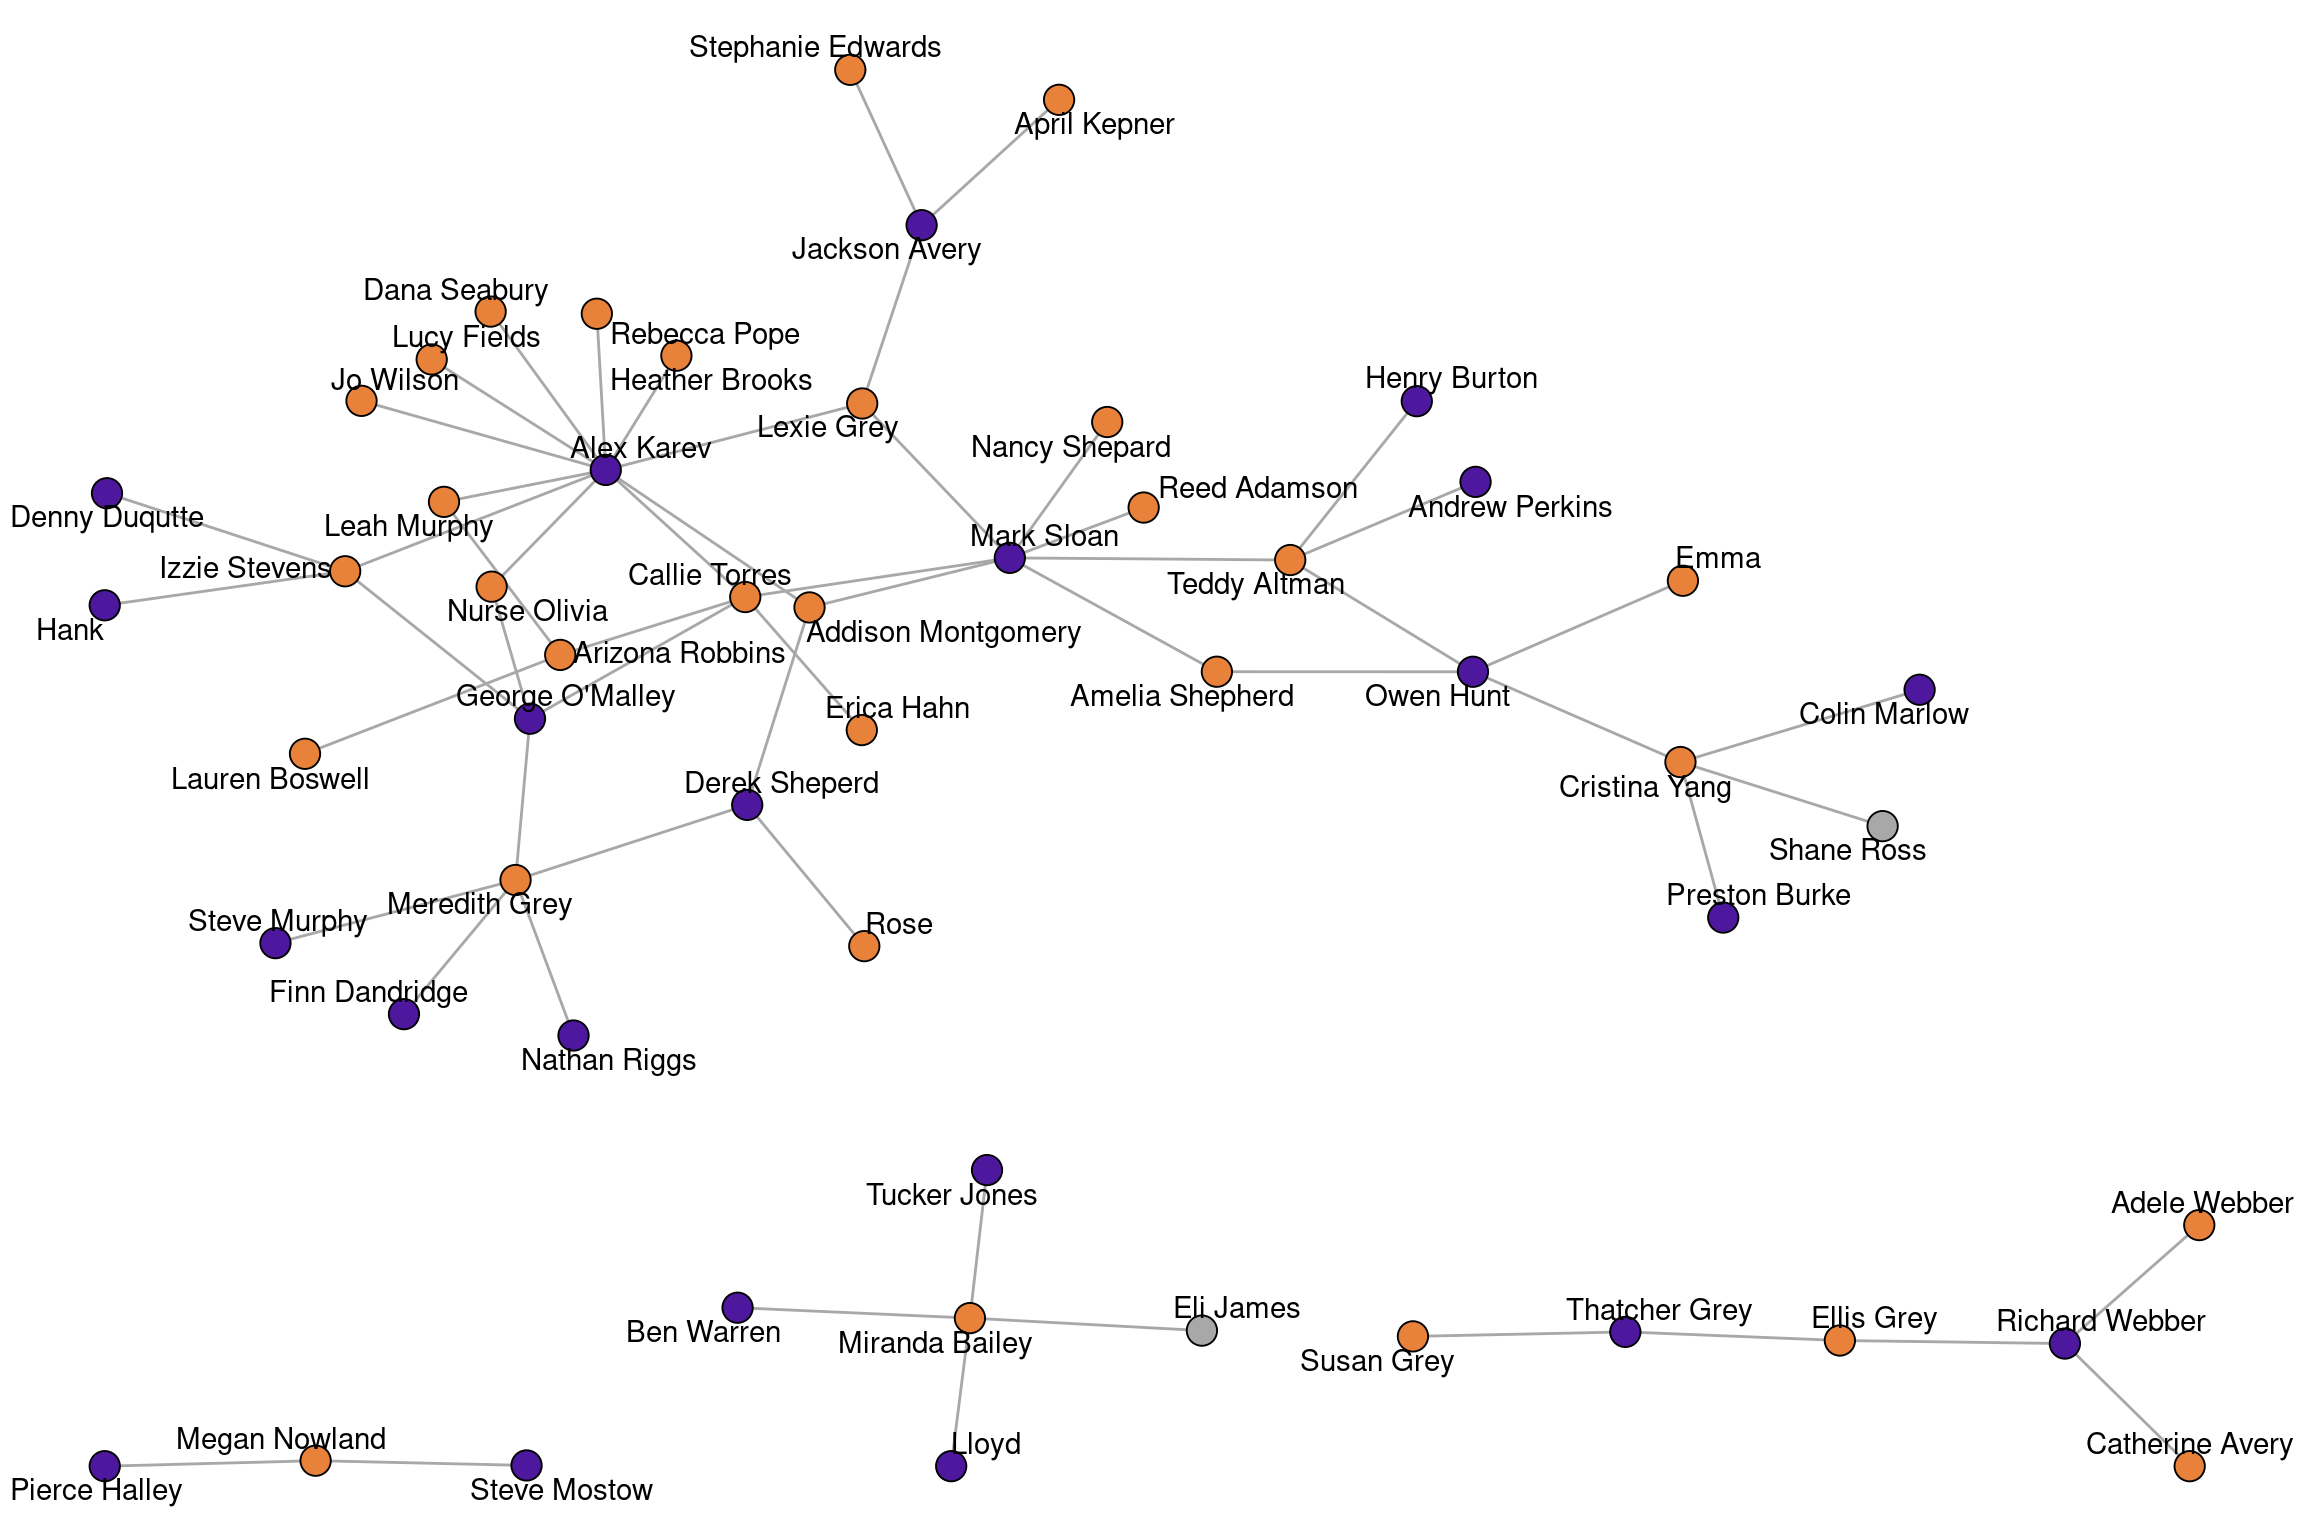 Stephanie Edwards
April Kepner
Jackson Avery
Dana Seabury
Rebecca Pope
Lucy Fields
Jo Wilson
Heather Brooks
Henry Burton
Lexie Grey
Alex Karev
Nancy Shepard
Reed Adamson
Andrew Perkins
Denny Duqutte
Leah Murphy
Mark Sloan
Emma
Izzie Stevens
Callie Torres
Teddy Altman
Nurse Olivia
Hank
Addison Montgomery
Arizona Robbins
George O'Malley
Amelia Shepherd
Owen Hunt
Erica Hahn
Colin Marlow
Lauren Boswell
Derek Sheperd
Cristina Yang
Shane Ross
Preston Burke
Meredith Grey
Steve Murphy
Rose
Finn Dandridge
Nathan Riggs
Tucker Jones
Adele Webber
Eli James
Thatcher Grey
Ellis Grey
Richard Webber
Ben Warren
Miranda Bailey
Susan Grey
Megan Nowland
Lloyd
Catherine Avery
Pierce Halley
Steve Mostow